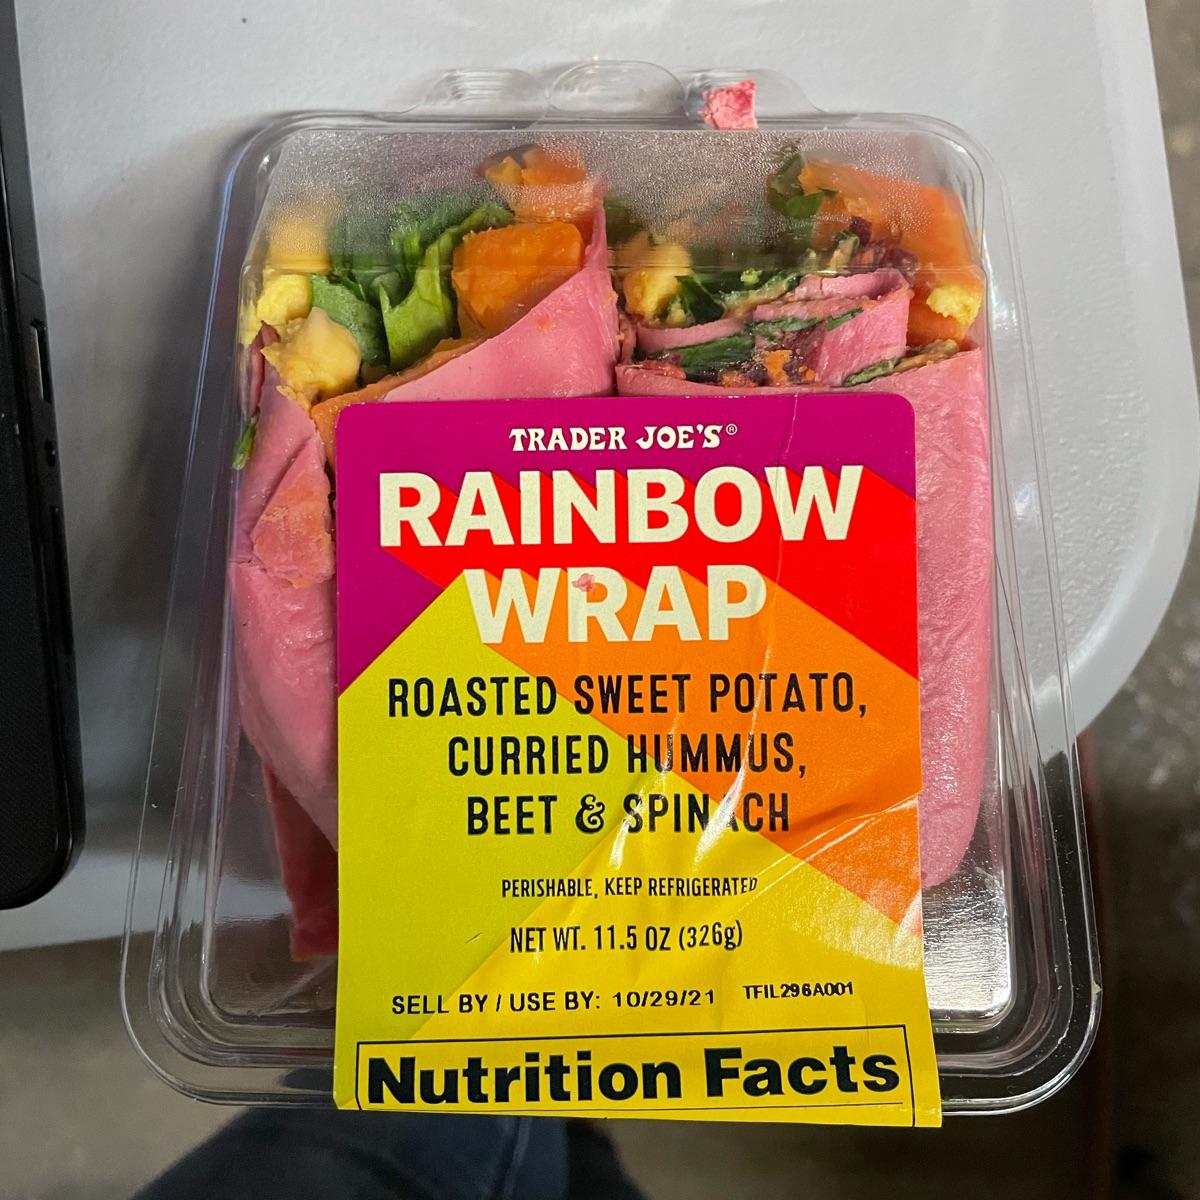 TRADER JOE'S®
RAINBOW
WRAP
ROASTED SWEET POTATO,
CURRIED HUMMUS,
BEET & SPINACH
PERISHABLE, KEEP REFRIGERATED
NET WT. 11.5 OZ (326g)
SELL BY / USE BY: 10/29/21 TFIL296A001
Nutrition Facts